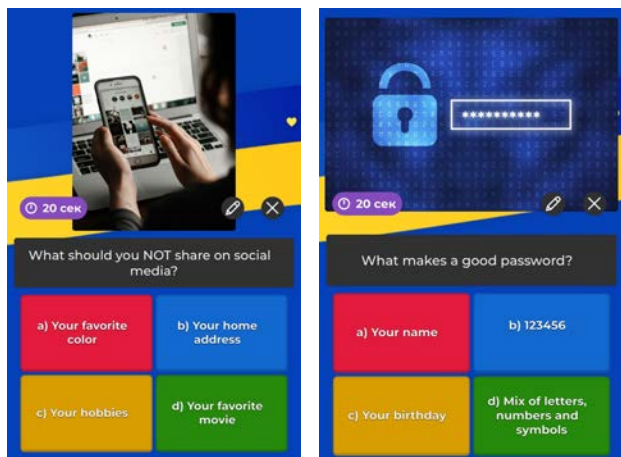 20 сек
What should you NOT share on social
media?
a) Your favorite
color
b) Your home
address
c) Your hobbies
d) Your favorite
movie
**********
20 сек
What makes a good password?
a) Your name
b) 123456
c) Your birthday
d) Mix of letters,
numbers and
symbols